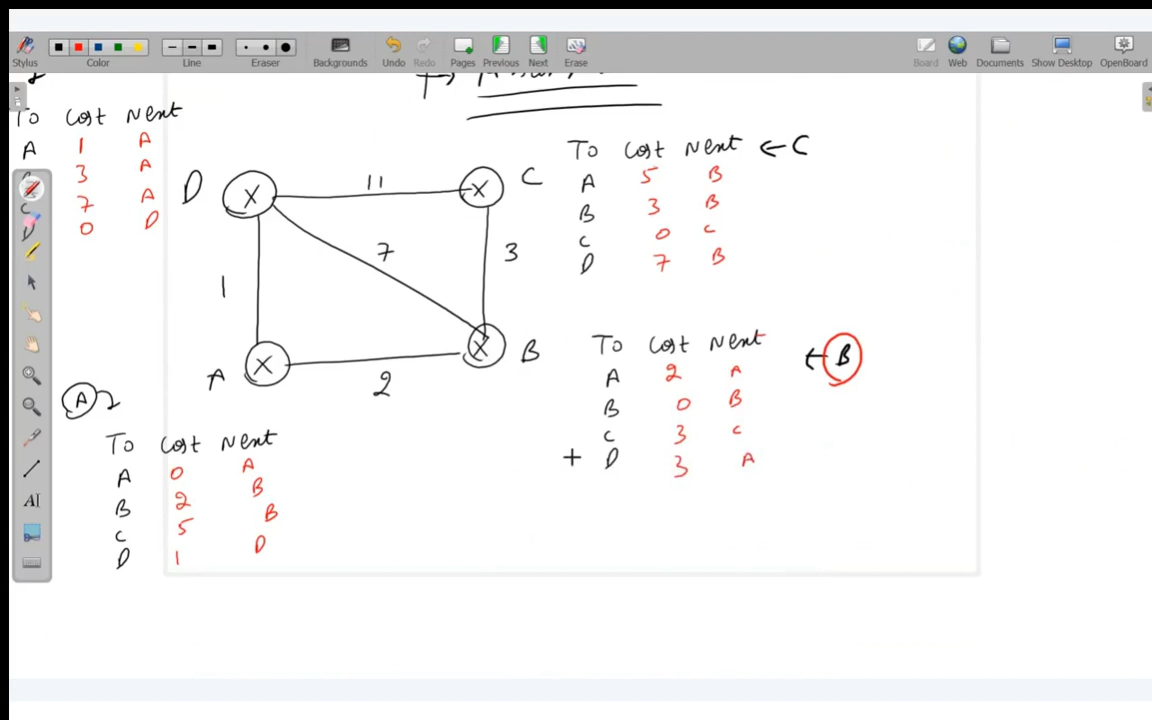 Stylus Color Line Eraser Backgrounds Undo Redo Pages Previous Next Erase Board Web Documents Show Desktop OpenBoard
To Cost Next
A 1 A
3 A
C 7 A
D 0 D
D
11
C
7
3
1
A
2
B
To Cost Next ← C
A 5 B
B 3 B
C 0 C
D 7 B
To Cost Next ← B
A 2 A
B 0 B
C 3 C
+ D 3 A
A
To Cost Next
A 0 A
B 2 B
C 5 B
D 1 D
X
X
X
X
AI